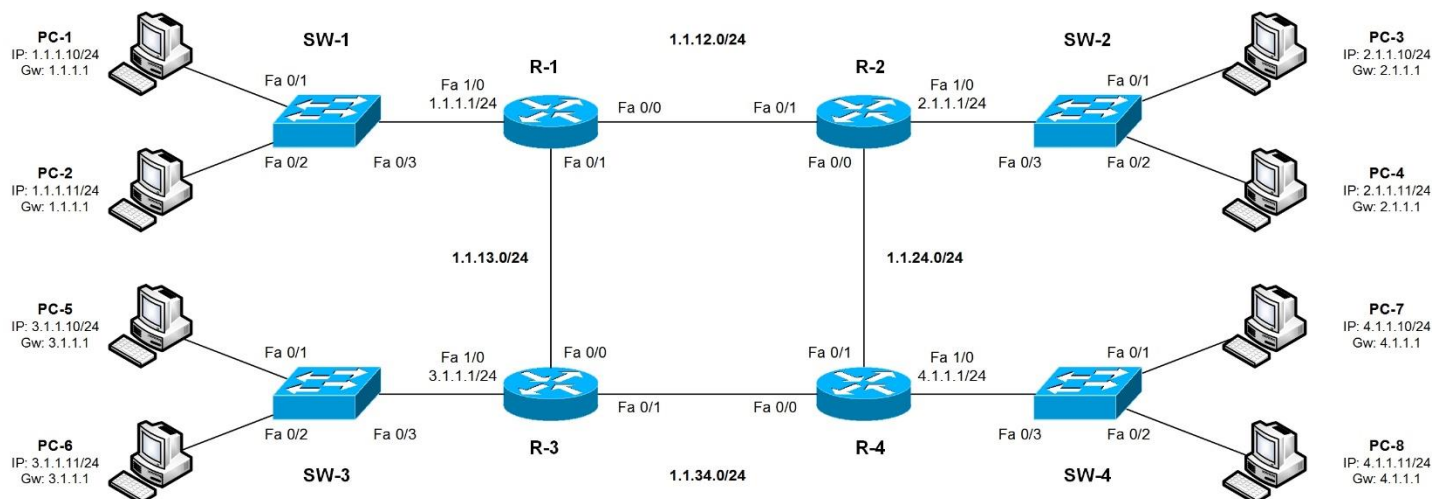 PC-1
IP: 1.1.1.10/24
Gw: 1.1.1.1
SW-1
Fa 0/1
Fa 0/2
Fa 0/3
PC-2
IP: 1.1.1.11/24
Gw: 1.1.1.1
R-1
Fa 1/0
1.1.1.1/24
Fa 0/0
Fa 0/1
1.1.12.0/24
R-2
Fa 0/1
Fa 1/0
2.1.1.1/24
Fa 0/0
SW-2
Fa 0/1
Fa 0/3
Fa 0/2
PC-3
IP: 2.1.1.10/24
Gw: 2.1.1.1
PC-4
IP: 2.1.1.11/24
Gw: 2.1.1.1
1.1.13.0/24
1.1.24.0/24
PC-5
IP: 3.1.1.10/24
Gw: 3.1.1.1
Fa 0/1
Fa 0/2
Fa 0/3
SW-3
PC-6
IP: 3.1.1.11/24
Gw: 3.1.1.1
Fa 1/0
3.1.1.1/24
Fa 0/0
Fa 0/1
R-3
1.1.34.0/24
Fa 0/1
Fa 1/0
4.1.1.1/24
Fa 0/0
R-4
Fa 0/1
Fa 0/3
Fa 0/2
SW-4
PC-7
IP: 4.1.1.10/24
Gw: 4.1.1.1
PC-8
IP: 4.1.1.11/24
Gw: 4.1.1.1